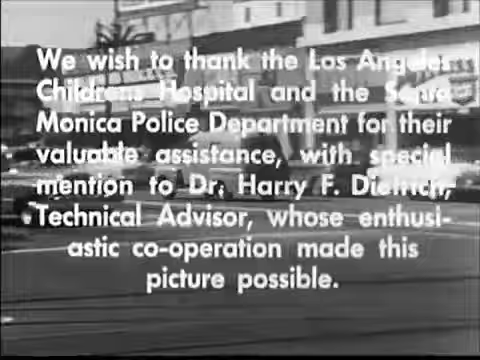 We wish to thank the Los Angeles
Childrens Hospital and the Santa
Monica Police Department for their
valuable assistance, with special
mention to Dr. Harry F. Dietrich,
Technical Advisor, whose enthusi-
astic co-operation made this
picture possible.